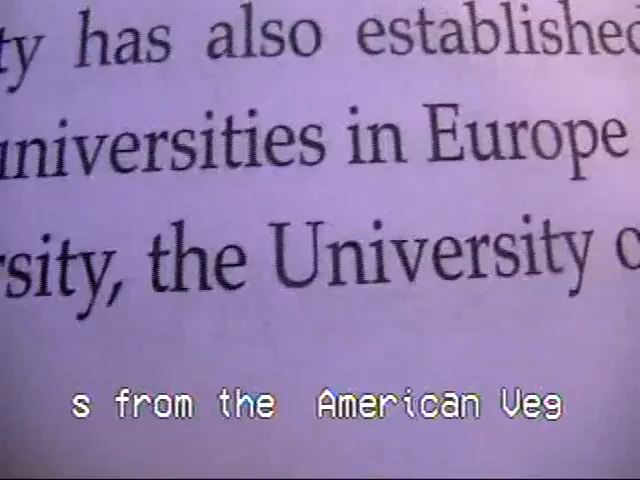 ty has also established
universities in Europe
rsity, the University o
s from the American Veg